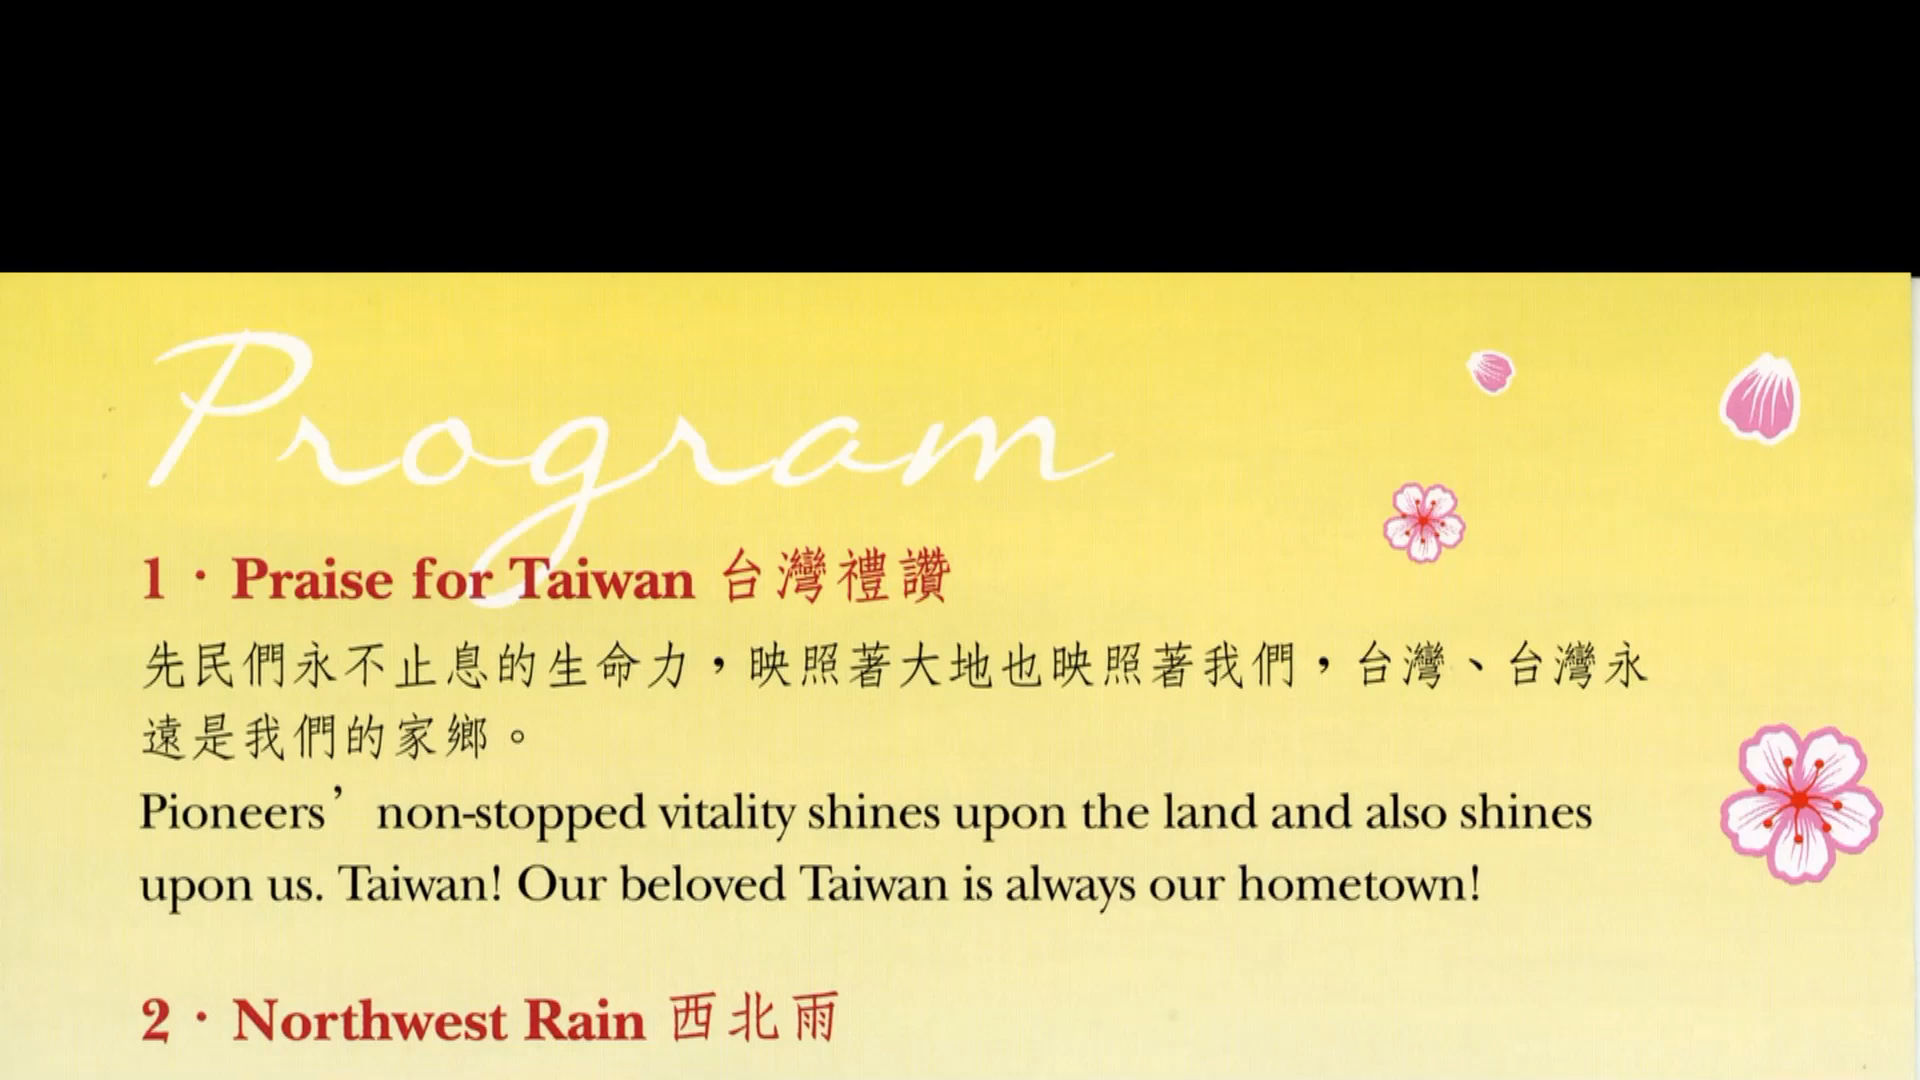 Program
1 · Praise for Taiwan 台灣禮讚
先民們永不止息的生命力，映照著大地也映照著我們，台灣、台灣永
遠是我們的家鄉。
Pioneers’ non-stopped vitality shines upon the land and also shines
upon us. Taiwan! Our beloved Taiwan is always our hometown!
2 · Northwest Rain 西北雨